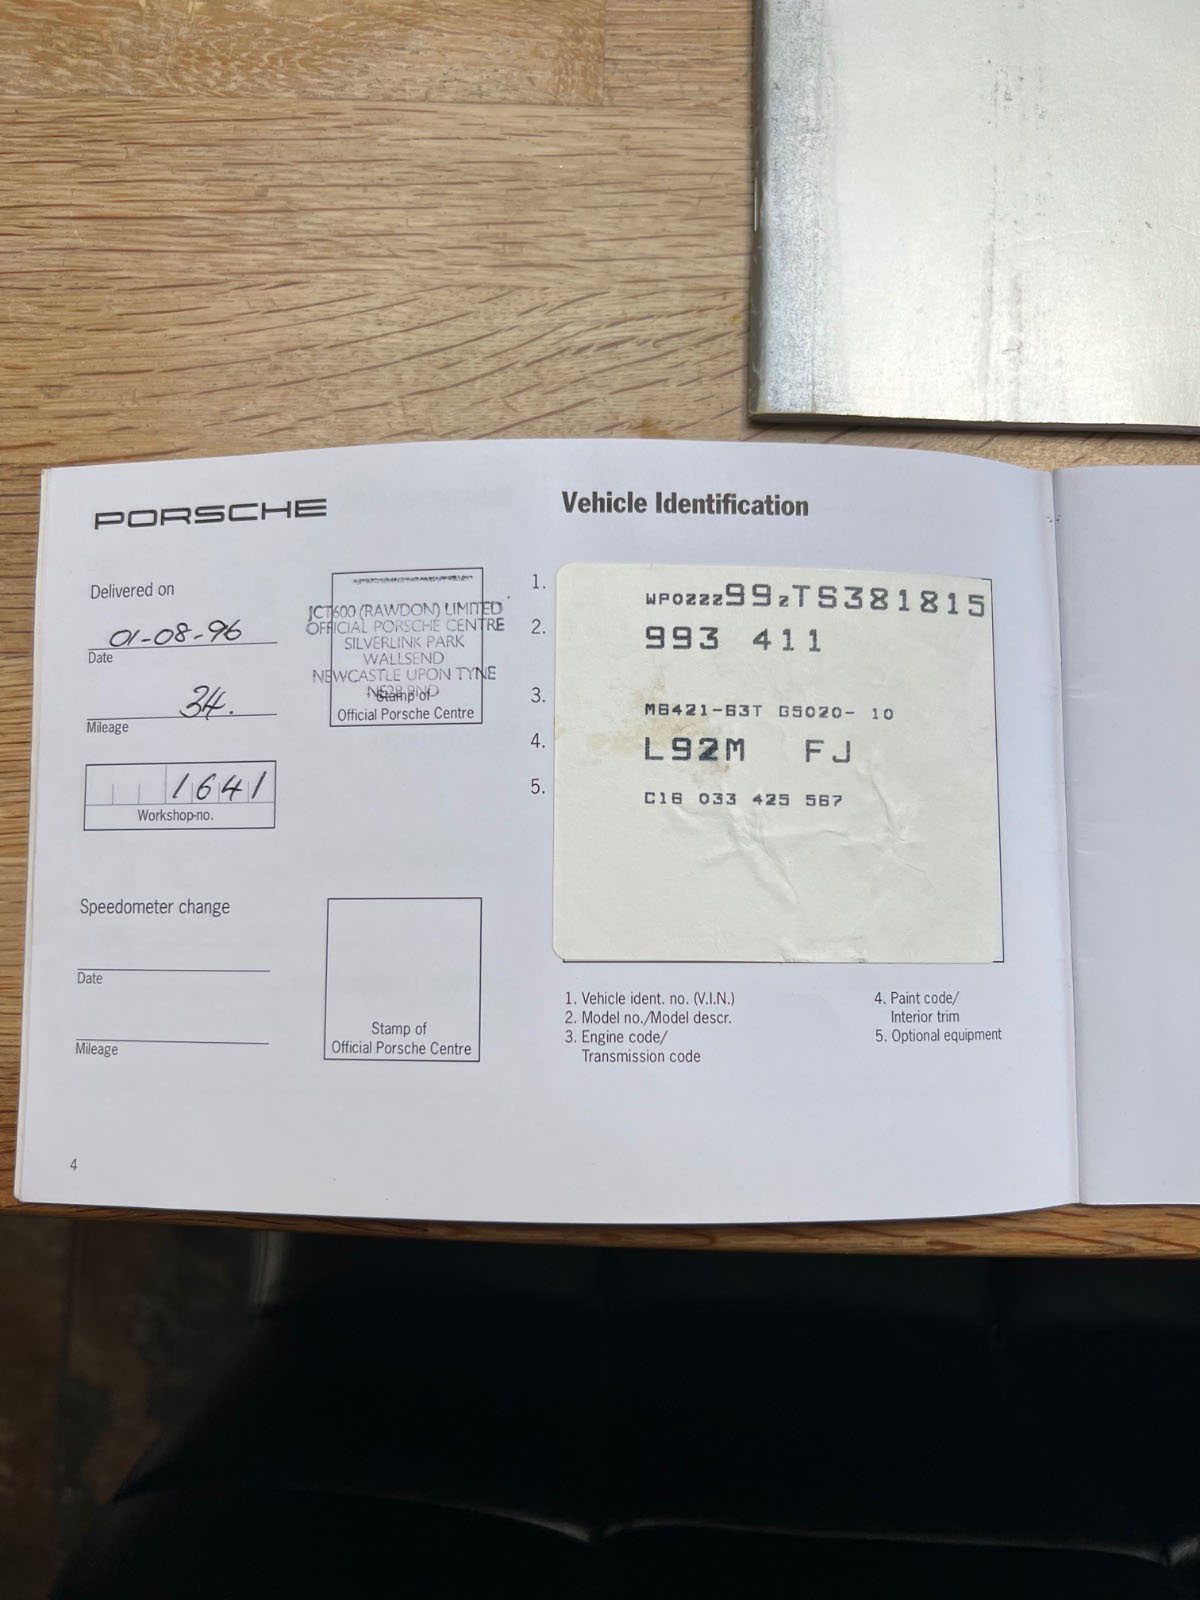 PORSCHE
Delivered on
01-08-96
Date
34.
Mileage
1641
Workshop-no.
JCT600 (RAWDON) LIMITED
OFFICIAL PORSCHE CENTRE
SILVERLINK PARK
WALLSEND
NEWCASTLE UPON TYNE
Stamp of
Official Porsche Centre
Speedometer change
Date
Mileage
Stamp of
Official Porsche Centre
4
Vehicle Identification
1. WP0ZZZ99ZTS381815
2. 993 411
3. M6421-63T G5020- 10
4. L92M FJ
5. C16 033 425 567
1. Vehicle ident. no. (V.I.N.)
2. Model no./Model descr.
3. Engine code/
Transmission code
4. Paint code/
Interior trim
5. Optional equipment